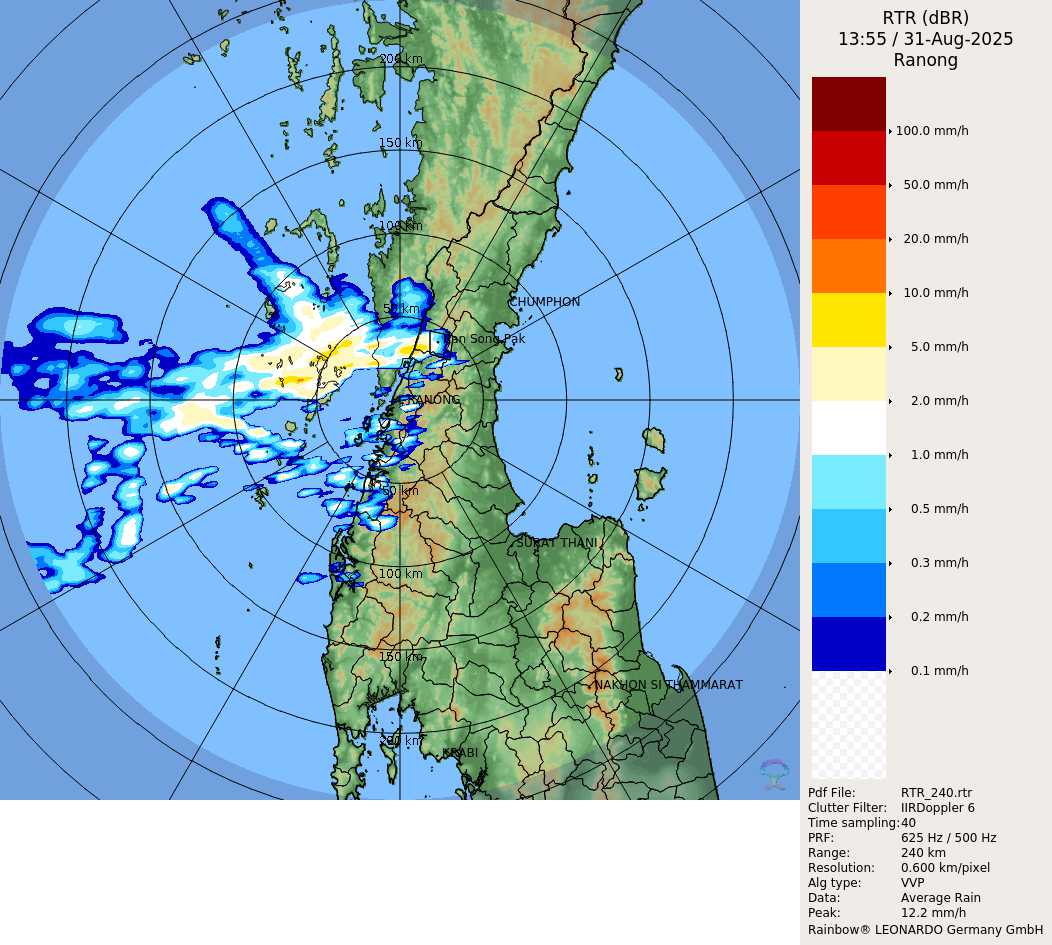 RTR (dBR)
13:55 / 31-Aug-2025
Ranong
200 km
150 km
100 km
50 km
CHUMPHON
Ban Song Pak
RANONG
50 km
SURAT THANI
100 km
150 km
NAKHON SI THAMMARAT
200 km
KRABI
100.0 mm/h
50.0 mm/h
20.0 mm/h
10.0 mm/h
5.0 mm/h
2.0 mm/h
1.0 mm/h
0.5 mm/h
0.3 mm/h
0.2 mm/h
0.1 mm/h
Pdf File: RTR_240.rtr
Clutter Filter: IIRDoppler 6
Time sampling: 40
PRF: 625 Hz / 500 Hz
Range: 240 km
Resolution: 0.600 km/pixel
Alg type: VVP
Data: Average Rain
Peak: 12.2 mm/h
Rainbow® LEONARDO Germany GmbH